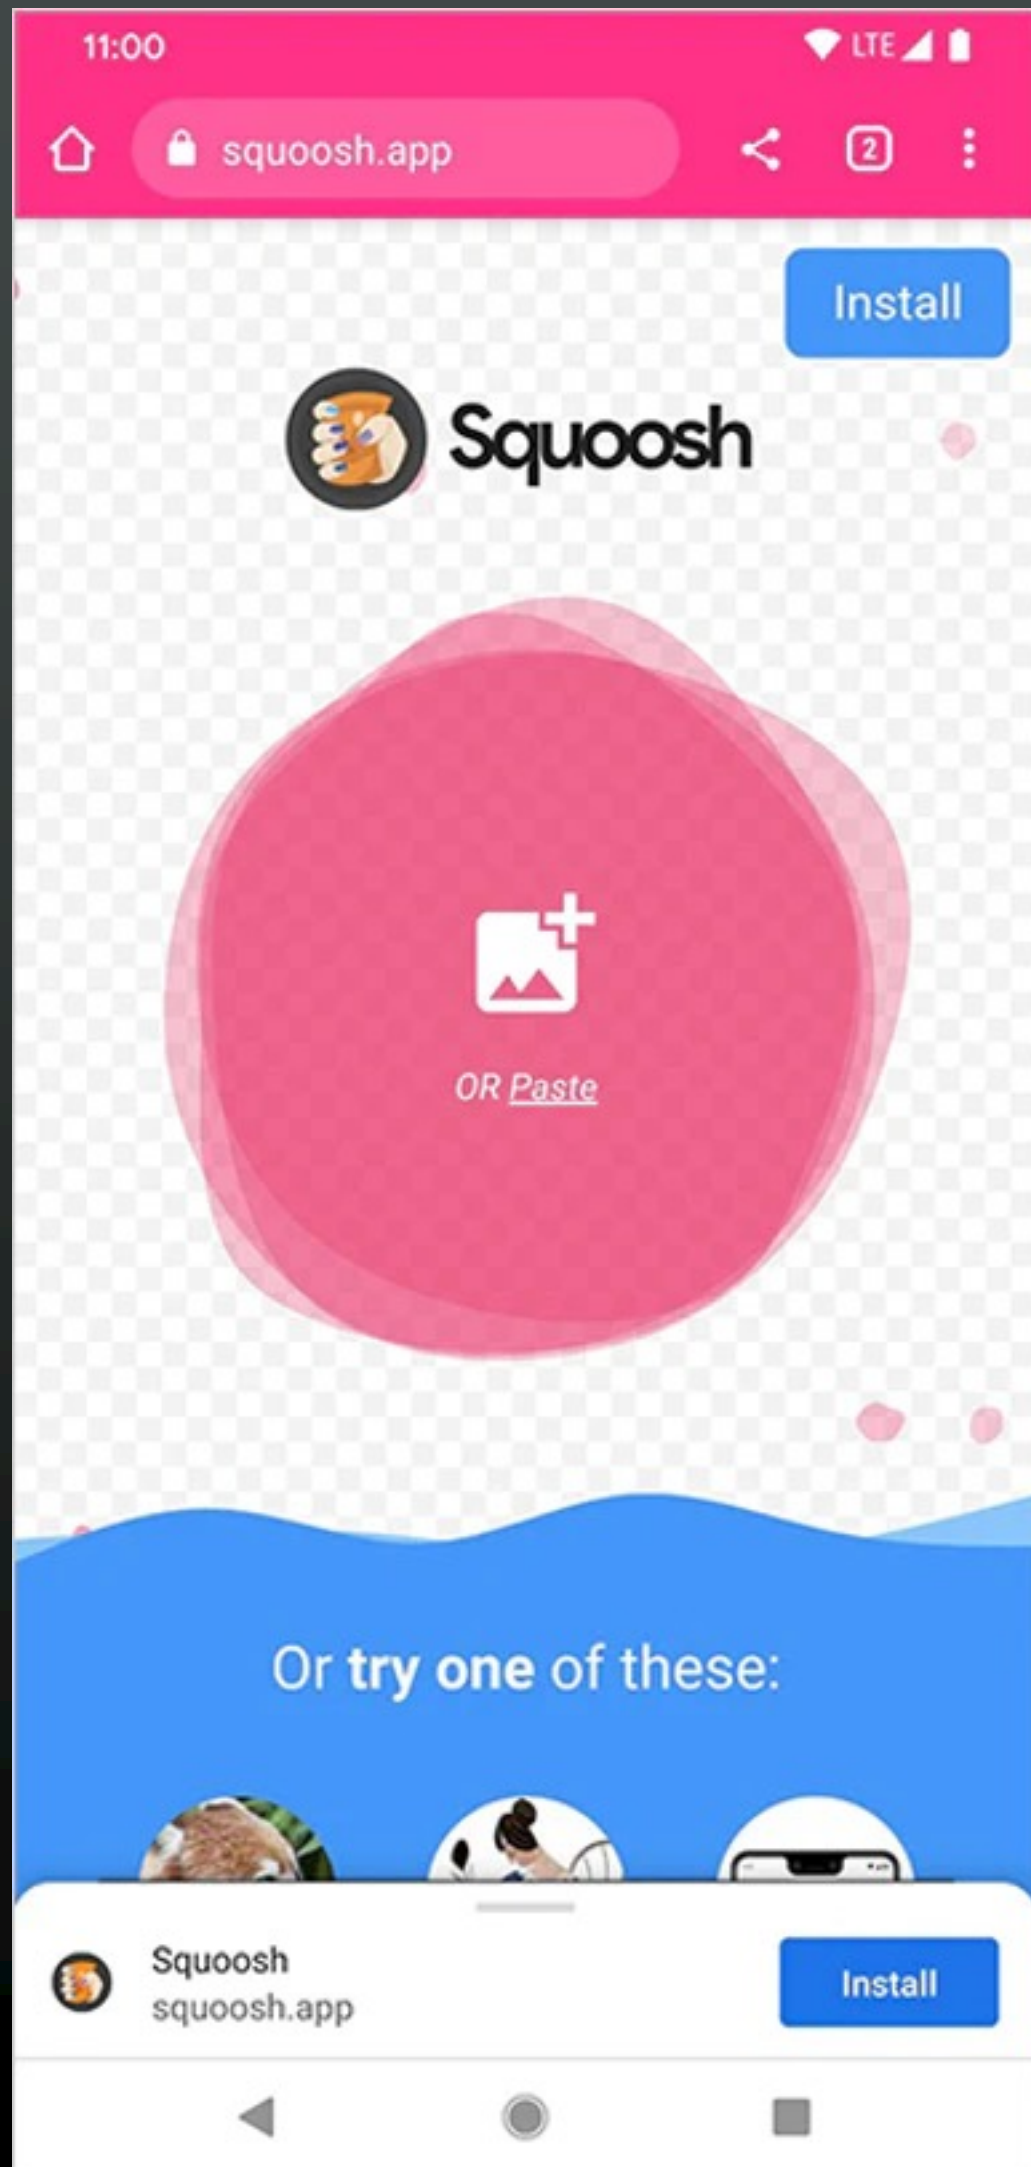 11:00
LTE
squoosh.app
2
Install
Squoosh
OR Paste
Or try one of these:
Squoosh
squoosh.app
Install